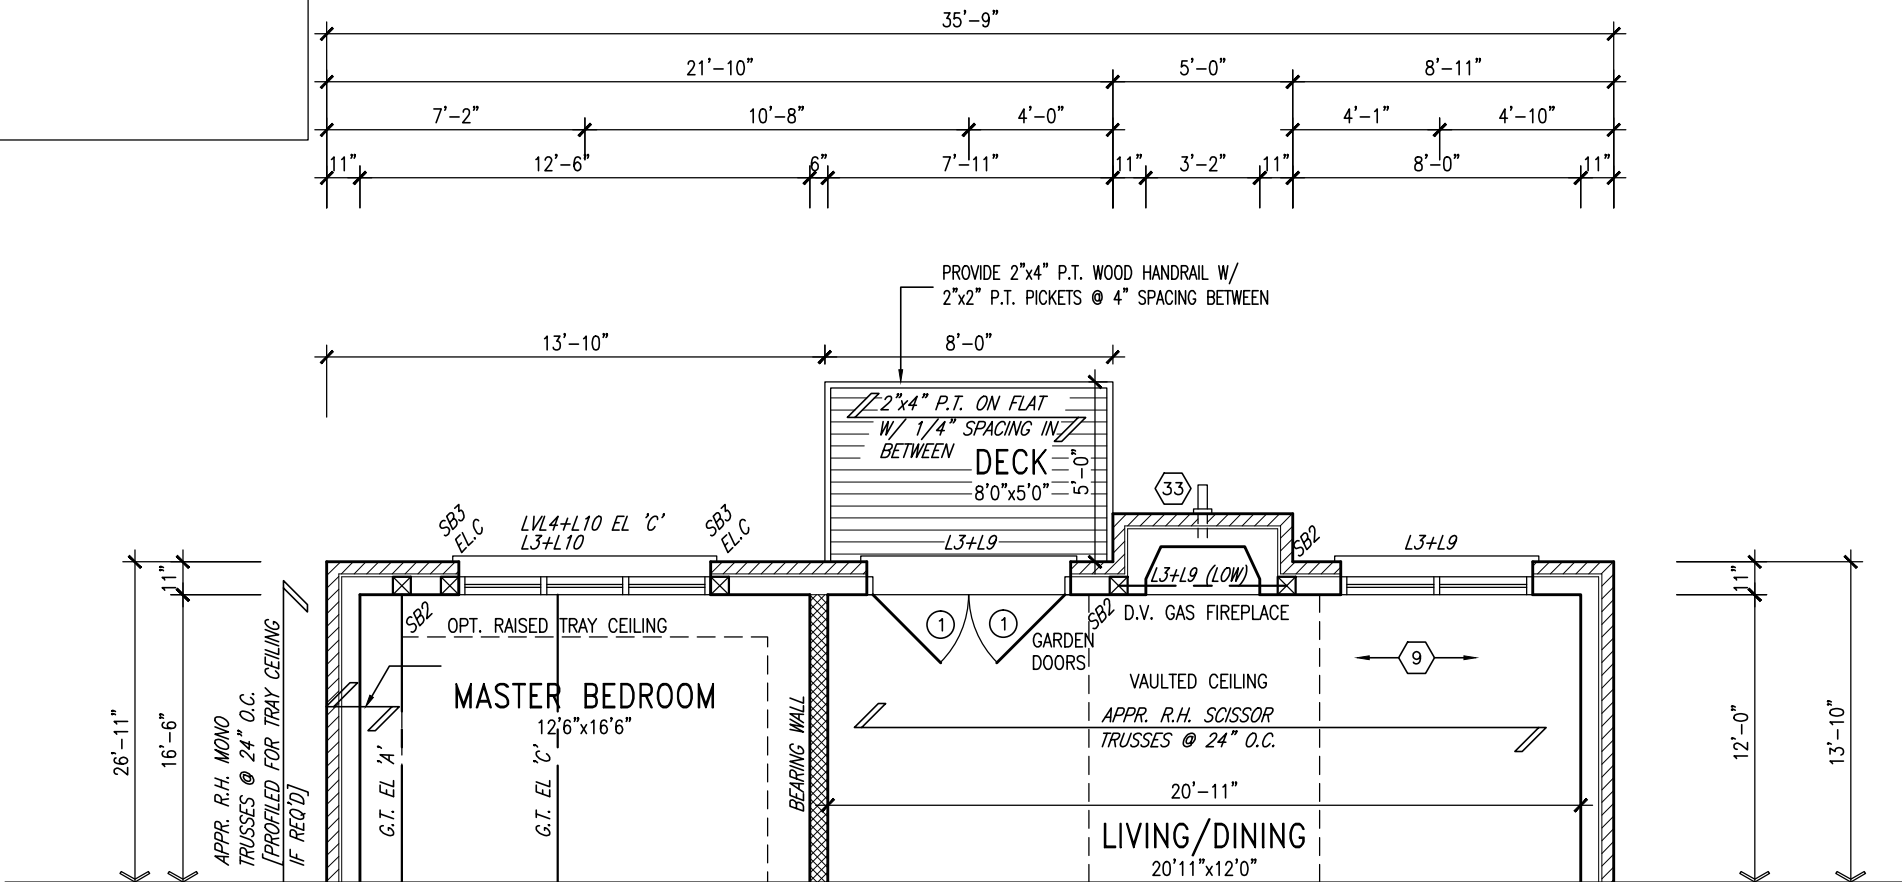 35'-9"
21'-10" 5'-0" 8'-11"
7'-2" 10'-8" 4'-0" 4'-1" 4'-10"
11" 12'-6" 6" 7'-11" 11" 3'-2" 11" 8'-0" 11"
PROVIDE 2"x4" P.T. WOOD HANDRAIL W/
2"x2" P.T. PICKETS @ 4" SPACING BETWEEN
13'-10" 8'-0"
2"x4" P.T. ON FLAT
W/ 1/4" SPACING IN
BETWEEN
DECK
8'0"x5'0"
5'-0"
33
SB3
EL.C
LVL4+L10 EL 'C'
L3+L10
SB3
EL.C
L3+L9
SB2
L3+L9
L3+L9 (LOW)
D.V. GAS FIREPLACE
SB2
SB2
11"
11"
OPT. RAISED TRAY CEILING
1
1
GARDEN
DOORS
9
VAULTED CEILING
MASTER BEDROOM
12'6"x16'6"
APPR. R.H. SCISSOR
TRUSSES @ 24" O.C.
26'-11"
16'-6"
APPR. R.H. MONO
TRUSSES @ 24" O.C.
[PROFILED FOR TRAY CEILING
IF REQ'D]
G.T. EL 'A'
G.T. EL 'C'
BEARING WALL
20'-11"
LIVING/DINING
20'11"x12'0"
12'-0"
13'-10"